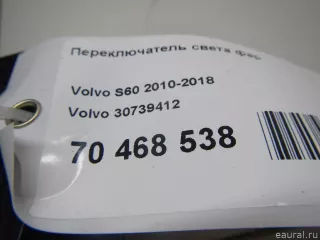 Переключатель света фар
Volvo S60 2010-2018
Volvo 30739412
70 468 538
eaural.ru